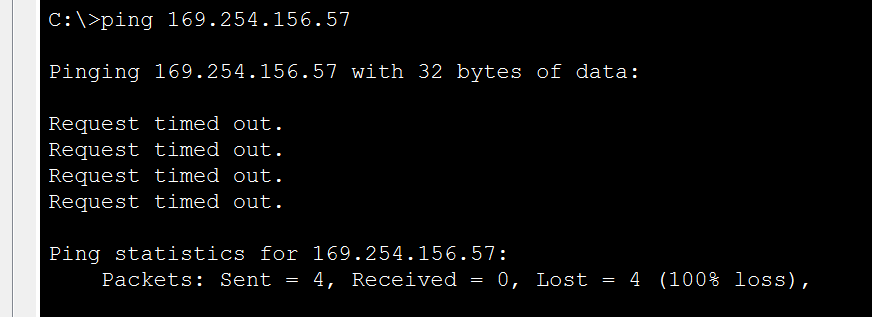 C:\>ping 169.254.156.57
Pinging 169.254.156.57 with 32 bytes of data:
Request timed out.
Request timed out.
Request timed out.
Request timed out.
Ping statistics for 169.254.156.57:
Packets: Sent = 4, Received = 0, Lost = 4 (100% loss),